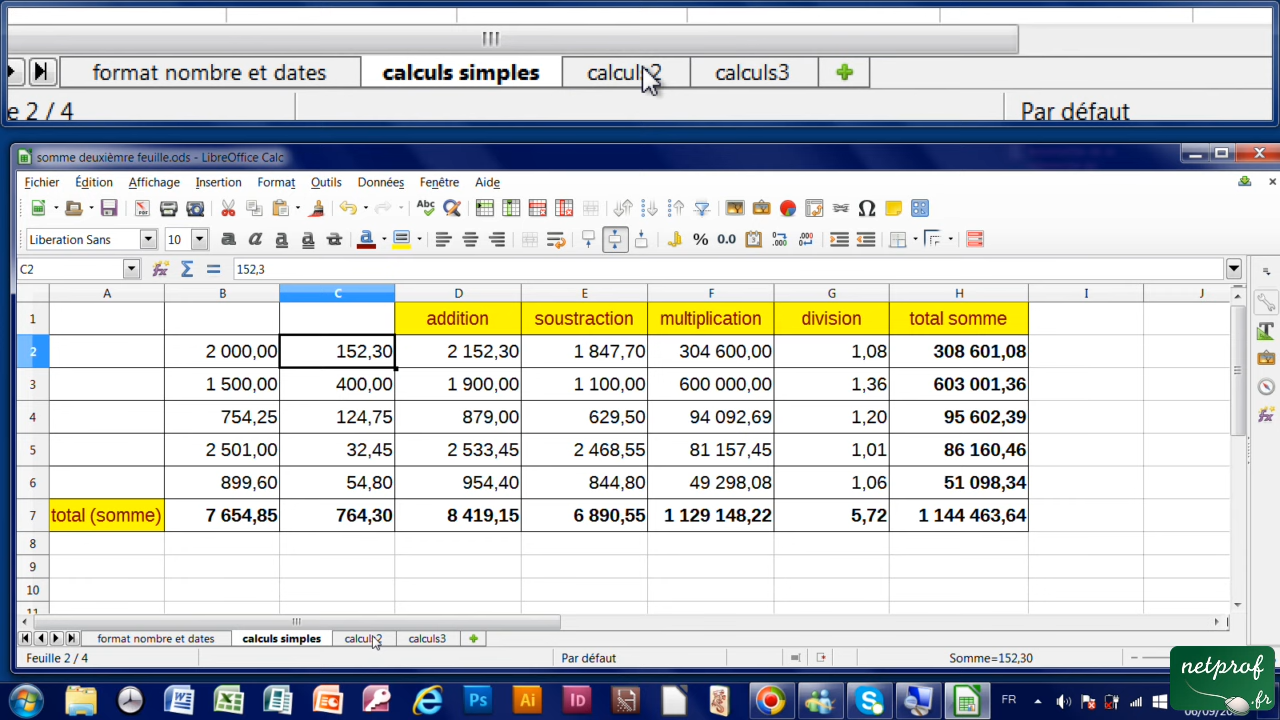 format nombre et dates calculs simples calculs2 calculs3
e 2 / 4 Par défaut
somme deuxièmre feuille.ods - LibreOffice Calc
Fichier Édition Affichage Insertion Format Outils Données Fenêtre Aide
Liberation Sans 10
C2 152,3
A B C D E F G H I J
1 addition soustraction multiplication division total somme
2 2 000,00 152,30 2 152,30 1 847,70 304 600,00 1,08 308 601,08
3 1 500,00 400,00 1 900,00 1 100,00 600 000,00 1,36 603 001,36
4 754,25 124,75 879,00 629,50 94 092,69 1,20 95 602,39
5 2 501,00 32,45 2 533,45 2 468,55 81 157,45 1,01 86 160,46
6 899,60 54,80 954,40 844,80 49 298,08 1,06 51 098,34
7 total (somme) 7 654,85 764,30 8 419,15 6 890,55 1 129 148,22 5,72 1 144 463,64
8
9
10
11
format nombre et dates calculs simples calculs2 calculs3
Feuille 2 / 4 Par défaut Somme=152,30
netprof.fr
FR